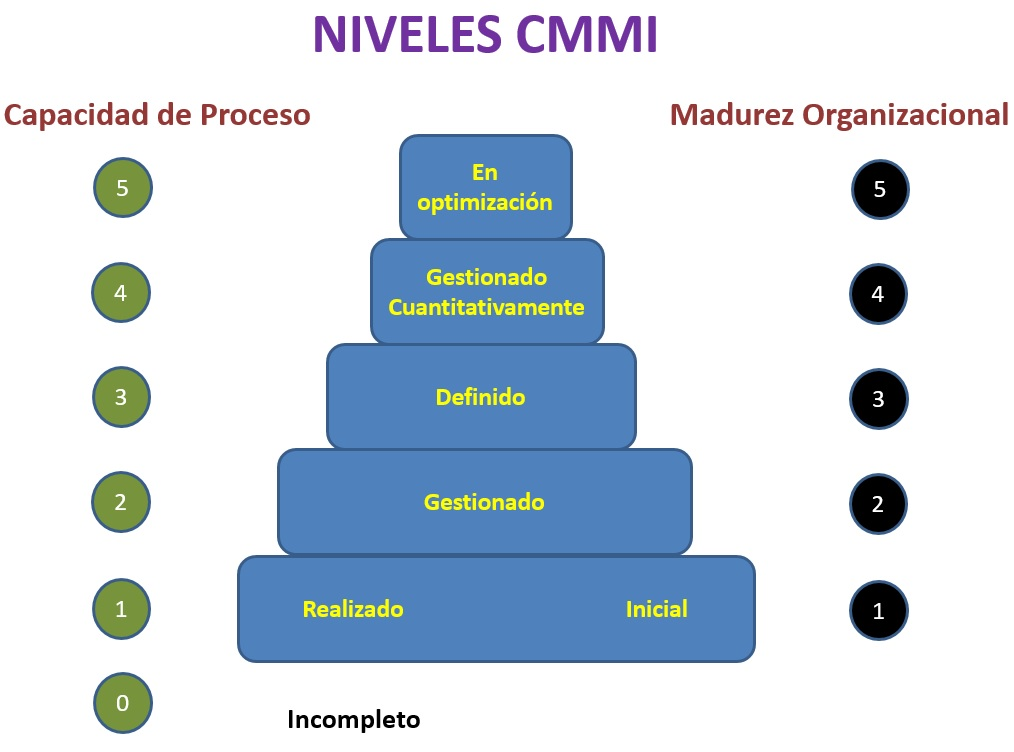 NIVELES CMMI
Capacidad de Proceso
Madurez Organizacional
5
En
optimización
5
4
Gestionado
Cuantitativamente
4
3
Definido
3
2
Gestionado
2
1
Realizado
Inicial
1
0
Incompleto